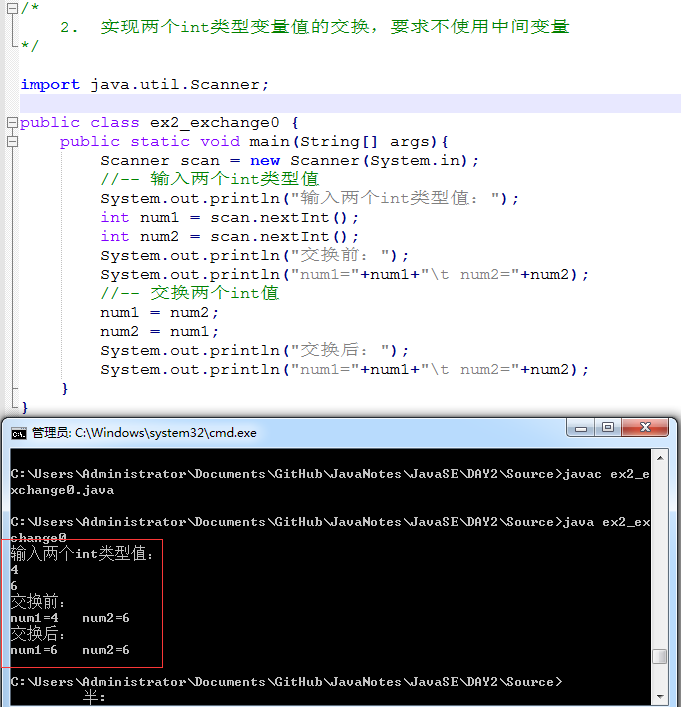 /*
    2.  实现两个int类型变量值的交换，要求不使用中间变量
*/
import java.util.Scanner;
public class ex2_exchange0 {
    public static void main(String[] args){
        Scanner scan = new Scanner(System.in);
        //-- 输入两个int类型值
        System.out.println("输入两个int类型值：");
        int num1 = scan.nextInt();
        int num2 = scan.nextInt();
        System.out.println("交换前：");
        System.out.println("num1="+num1+"\t num2="+num2);
        //-- 交换两个int值
        num1 = num2;
        num2 = num1;
        System.out.println("交换后：");
        System.out.println("num1="+num1+"\t num2="+num2);
    }
}
管理员: C:\Windows\system32\cmd.exe
C:\Users\Administrator\Documents\GitHub\JavaNotes\JavaSE\DAY2\Source>javac ex2_e
xchange0.java
C:\Users\Administrator\Documents\GitHub\JavaNotes\JavaSE\DAY2\Source>java ex2_ex
change0
输入两个int类型值：
4
6
交换前：
num1=4   num2=6
交换后：
num1=6   num2=6
C:\Users\Administrator\Documents\GitHub\JavaNotes\JavaSE\DAY2\Source>
半：